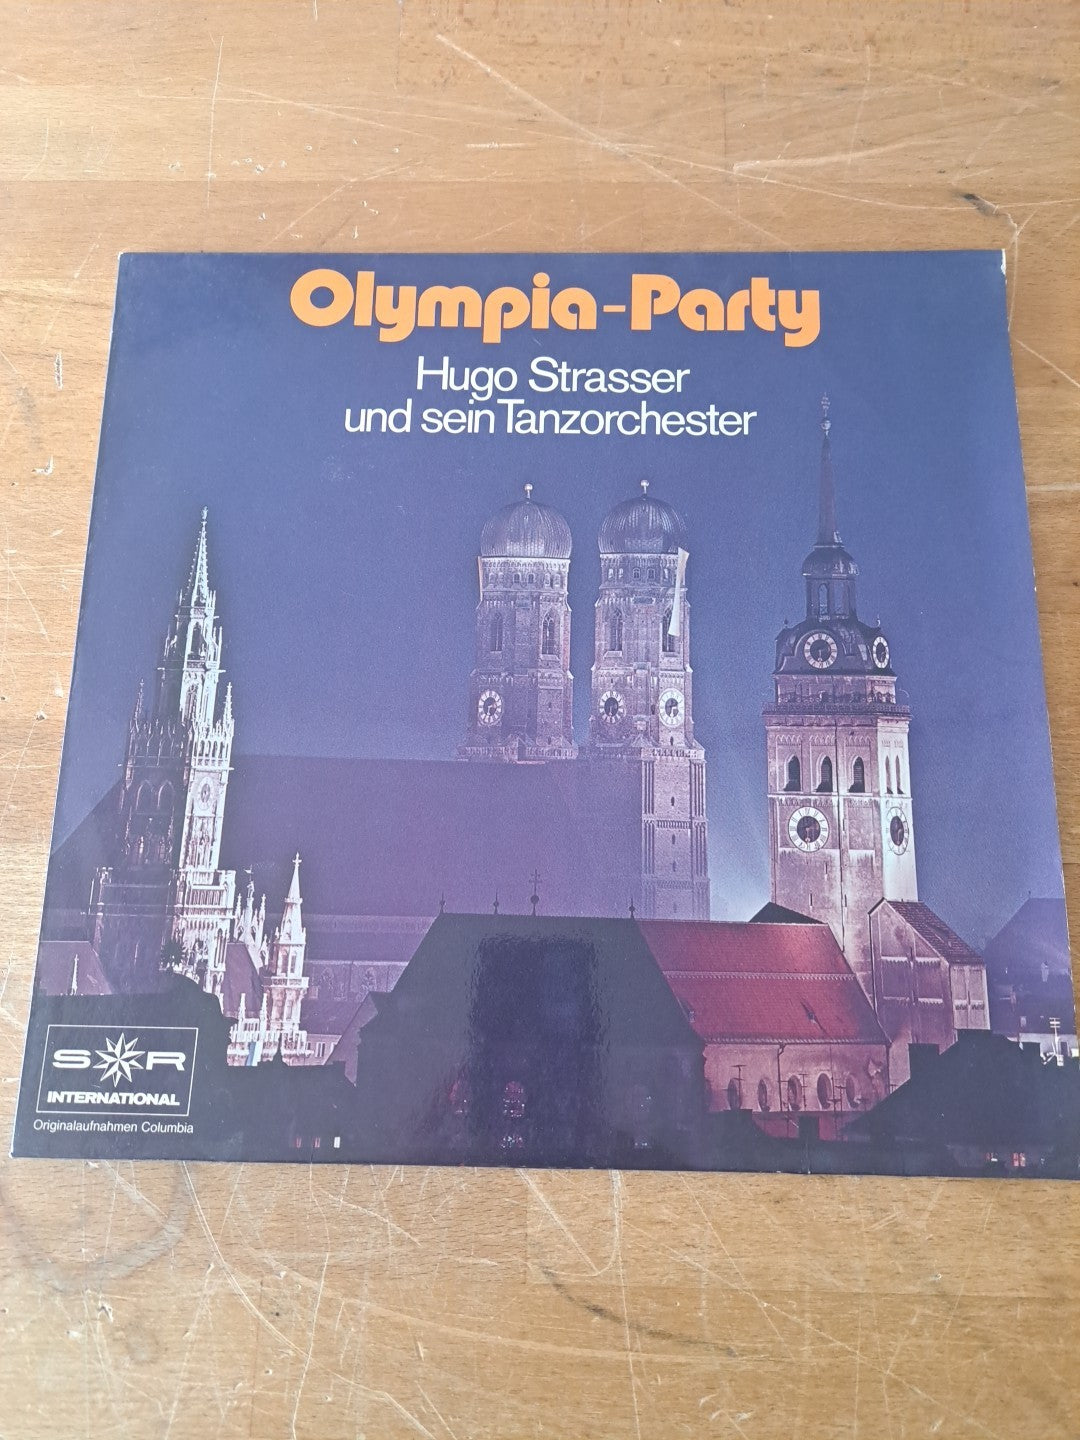 Olympia-Party
Hugo Strasser
und sein Tanzorchester
S R
INTERNATIONAL
Originalaufnahmen Columbia